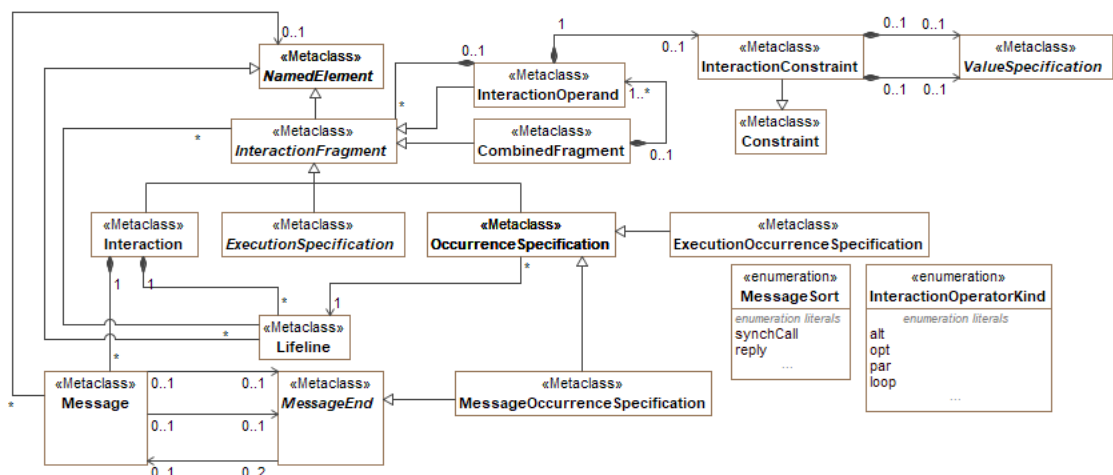 0..1
«Metaclass»
NamedElement
0..1
«Metaclass»
InteractionOperand
1
0..1
«Metaclass»
InteractionConstraint
0..1
0..1
0..1
0..1
«Metaclass»
ValueSpecification
*
1..*
*
«Metaclass»
InteractionFragment
«Metaclass»
CombinedFragment
0..1
«Metaclass»
Constraint
«Metaclass»
Interaction
«Metaclass»
ExecutionSpecification
«Metaclass»
OccurrenceSpecification
«Metaclass»
ExecutionOccurrenceSpecification
1
1
*
*
1
*
«Metaclass»
Lifeline
*
«enumeration»
MessageSort
enumeration literals
synchCall
reply
...
«enumeration»
InteractionOperatorKind
enumeration literals
alt
opt
par
loop
...
«Metaclass»
Message
*
0..1
0..1
0..1
0..1
0..1
0..2
«Metaclass»
MessageEnd
«Metaclass»
MessageOccurrenceSpecification